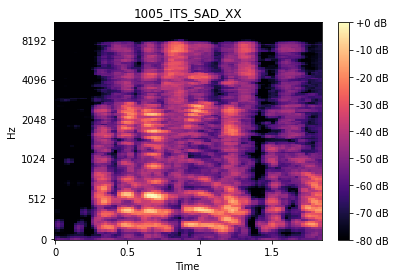 1005_ITS_SAD_XX
+0 dB
8192
-10 dB
4096
-20 dB
-30 dB
2048
Hz
-40 dB
1024
-50 dB
512
-60 dB
-70 dB
0
-80 dB
0
0.5
1
1.5
Time